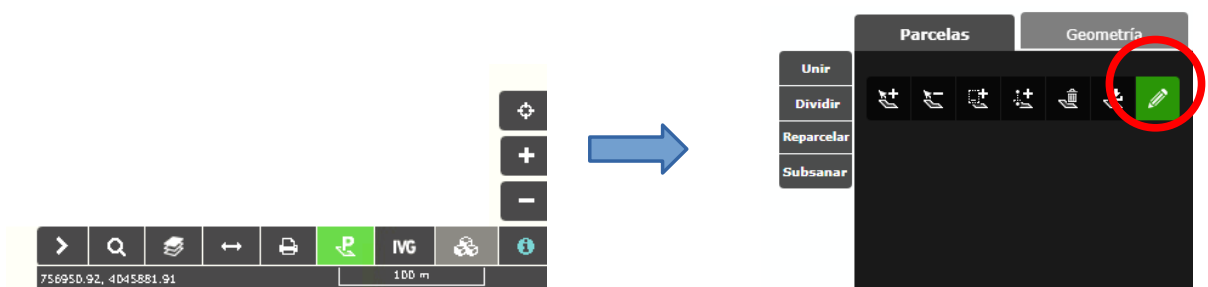 P
IVG
756950.92, 4045881.91
100 m
Parcelas
Geometría
Unir
Dividir
Reparcelar
Subsanar